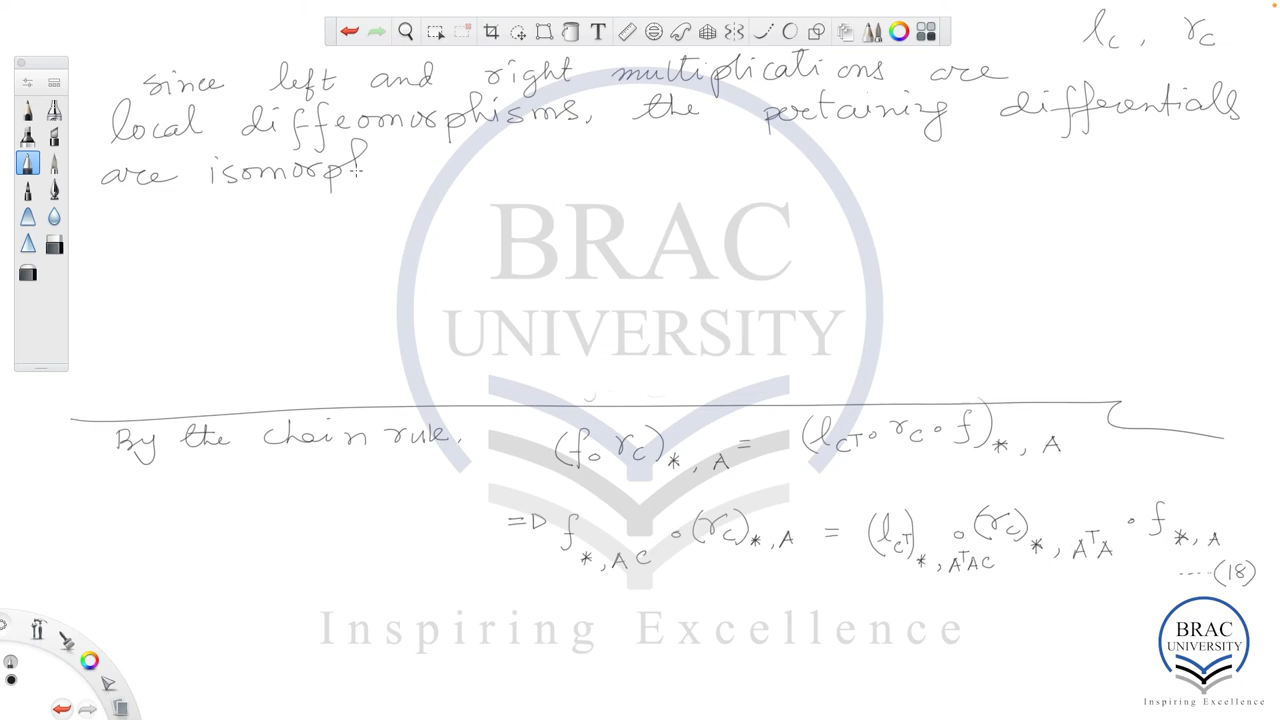 l_C , r_C
since left and right multiplications are
local diffeomorphisms, the pertaining differentials
are isomorph
BRAC
UNIVERSITY
By the chain rule. (f ∘ r_C)_{*, A} = (l_{C^T} ∘ r_C ∘ f)_{*, A}
=D f_{*, AC} ∘ (r_C)_{*, A} = (l_{C^T})_{*, A^TAC} ∘ (r_C)_{*, A^TA} ∘ f_{*, A}
.....(18)
Inspiring Excellence
BRAC
UNIVERSITY
Inspiring Excellence